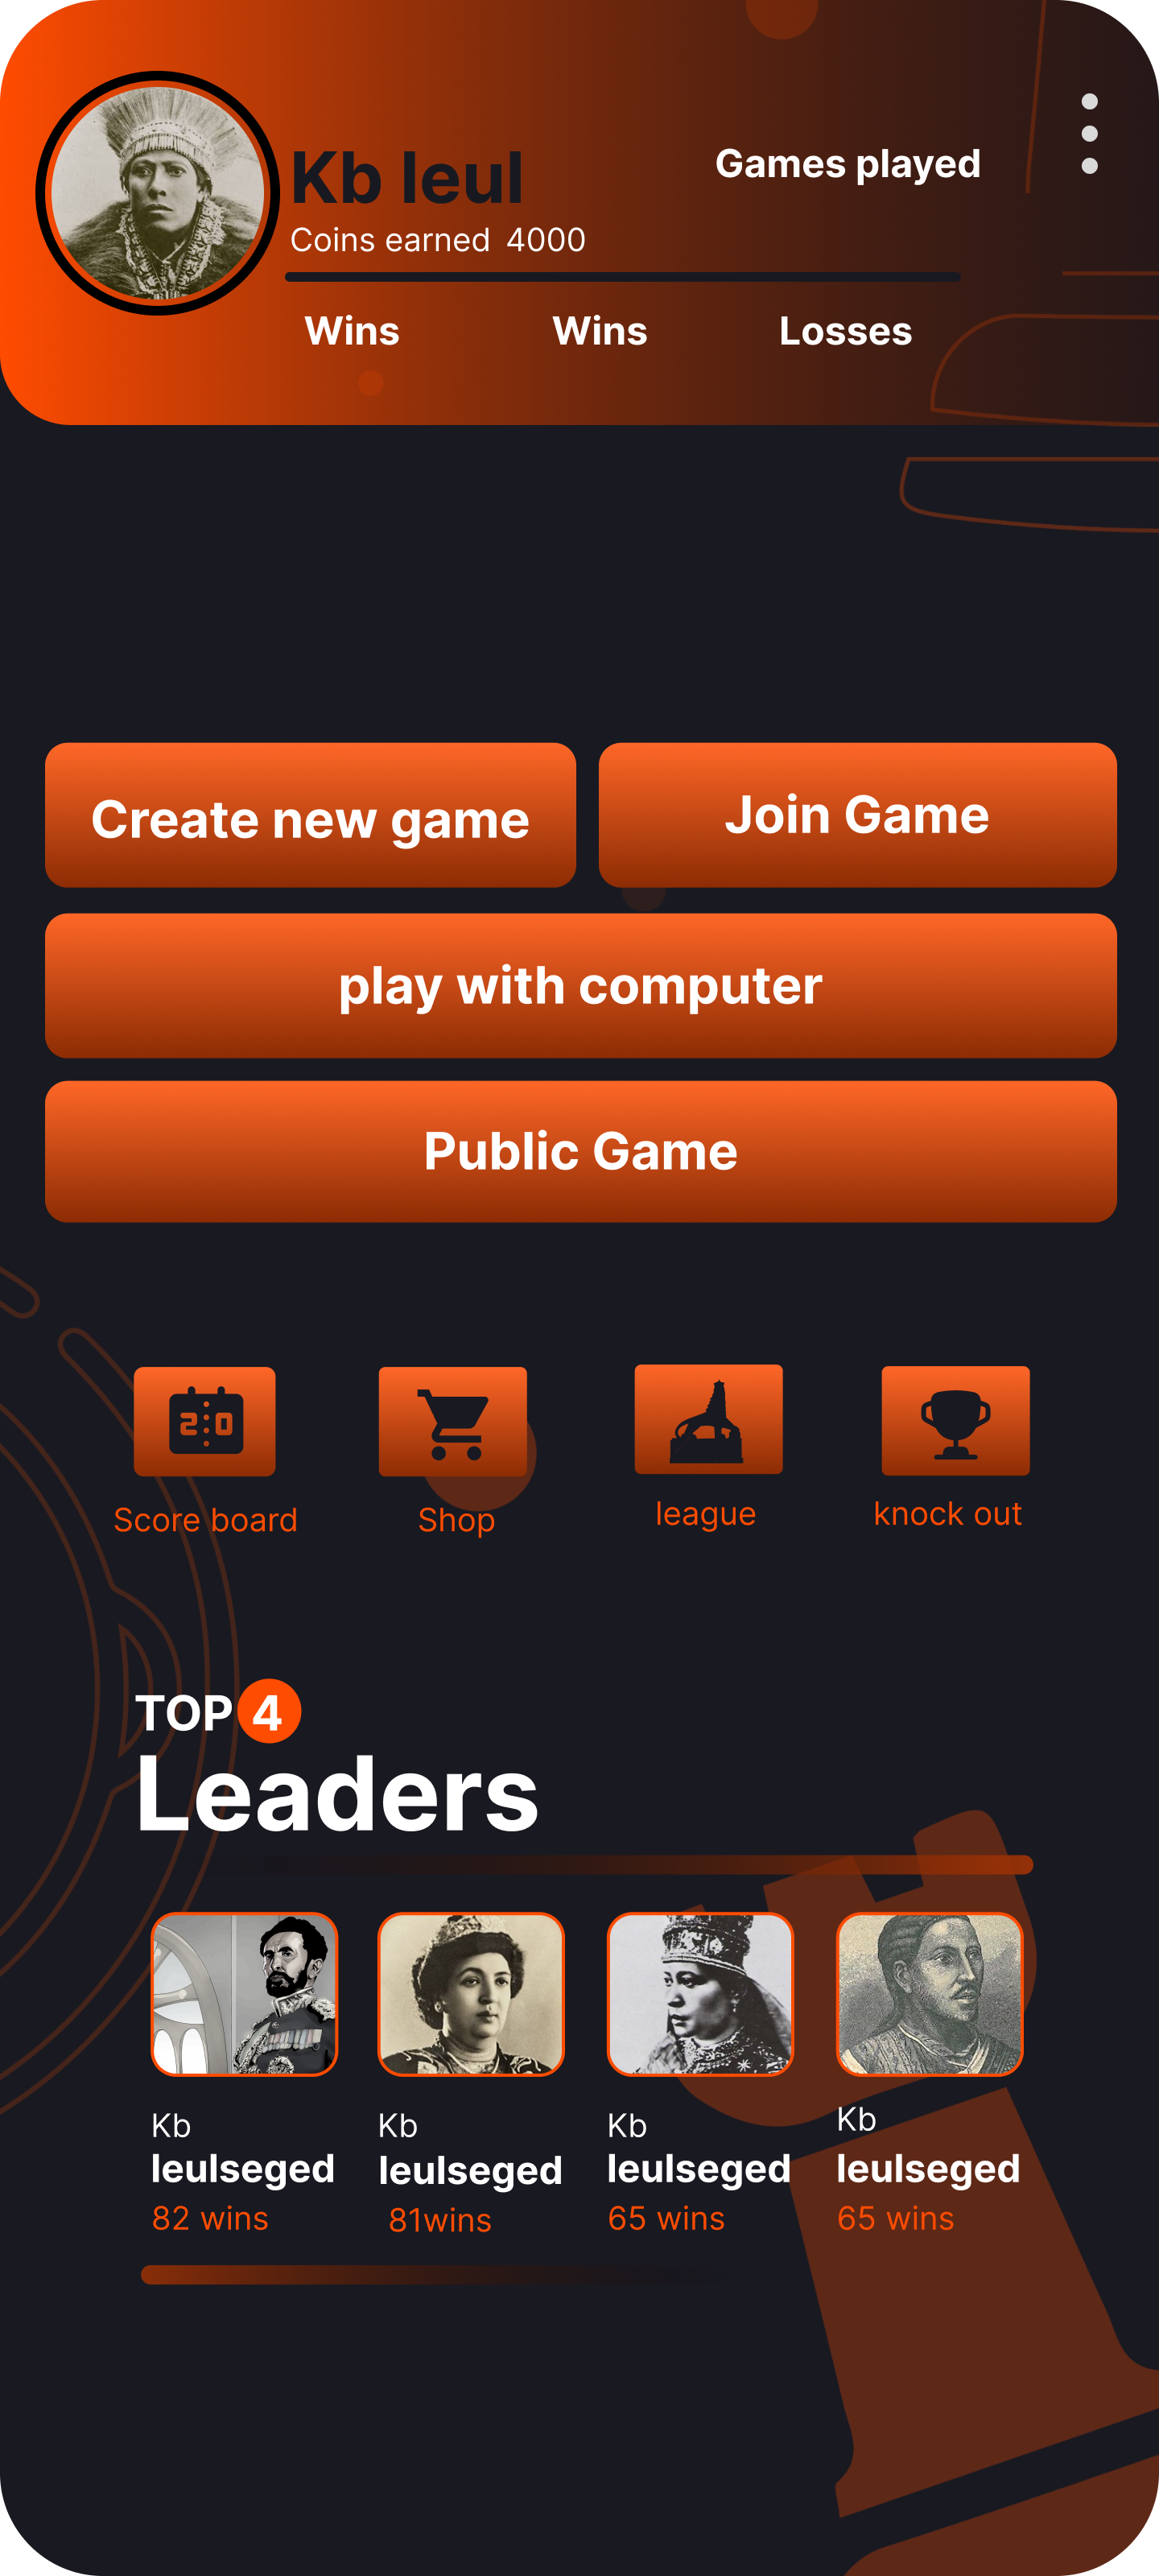 Kb leul
Games played
Coins earned 4000
Wins Wins Losses
Create new game
Join Game
play with computer
Public Game
2:0
Score board
Shop
league
knock out
TOP 4
Leaders
Kb
leulseged
82 wins
Kb
leulseged
81wins
Kb
leulseged
65 wins
Kb
leulseged
65 wins